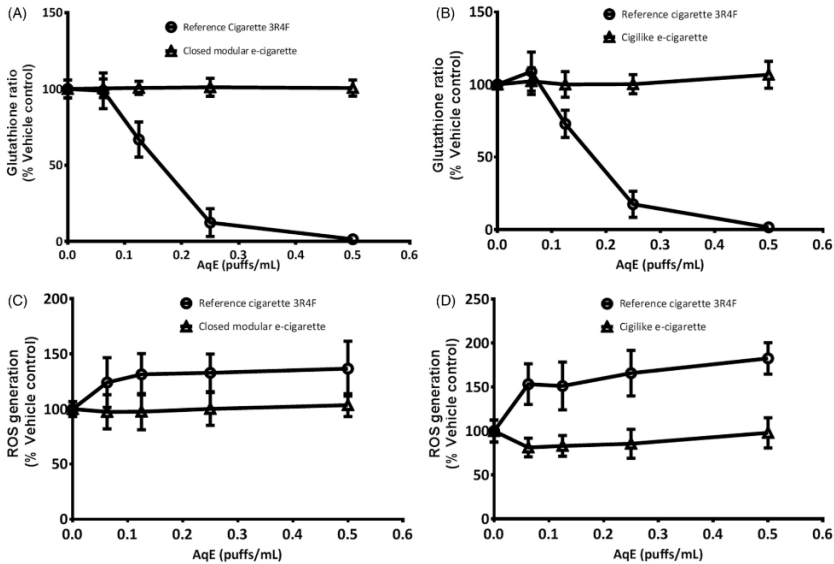 (A)
Reference Cigarette 3R4F
Closed modular e-cigarette
Glutathione ratio
(% Vehicle control)
150
100
50
0
0.0 0.1 0.2 0.3 0.4 0.5 0.6
AqE (puffs/mL)
(B)
Reference cigarette 3R4F
Cigilike e-cigarette
Glutathione ratio
(% Vehicle control)
150
100
50
0
0.0 0.1 0.2 0.3 0.4 0.5 0.6
AqE (puffs/mL)
(C)
Reference cigarette 3R4F
Closed modular e-cigarette
ROS generation
(% Vehicle control)
200
150
100
50
0
0.0 0.1 0.2 0.3 0.4 0.5 0.6
AqE (puffs/mL)
(D)
Reference cigarette 3R4F
Cigilike e-cigarette
ROS generation
(% Vehicle control)
250
200
150
100
50
0
0.0 0.1 0.2 0.3 0.4 0.5 0.6
AqE (puffs/mL)